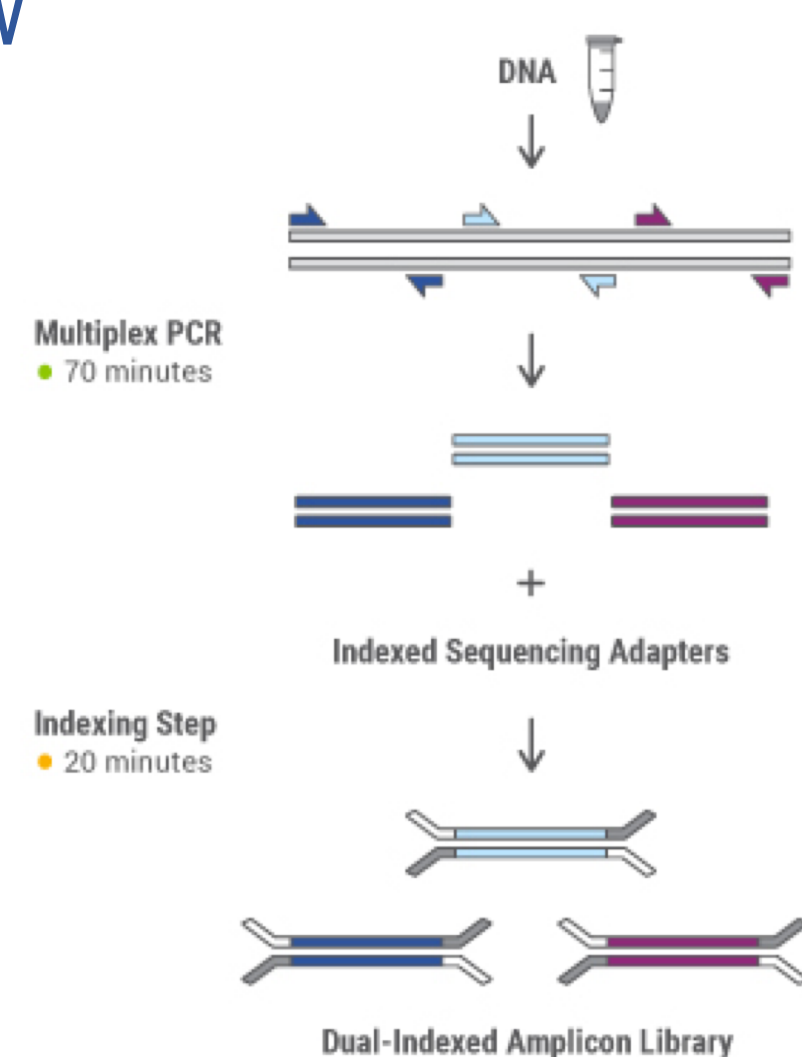 DNA
Multiplex PCR
70 minutes
+
Indexed Sequencing Adapters
Indexing Step
20 minutes
Dual-Indexed Amplicon Library